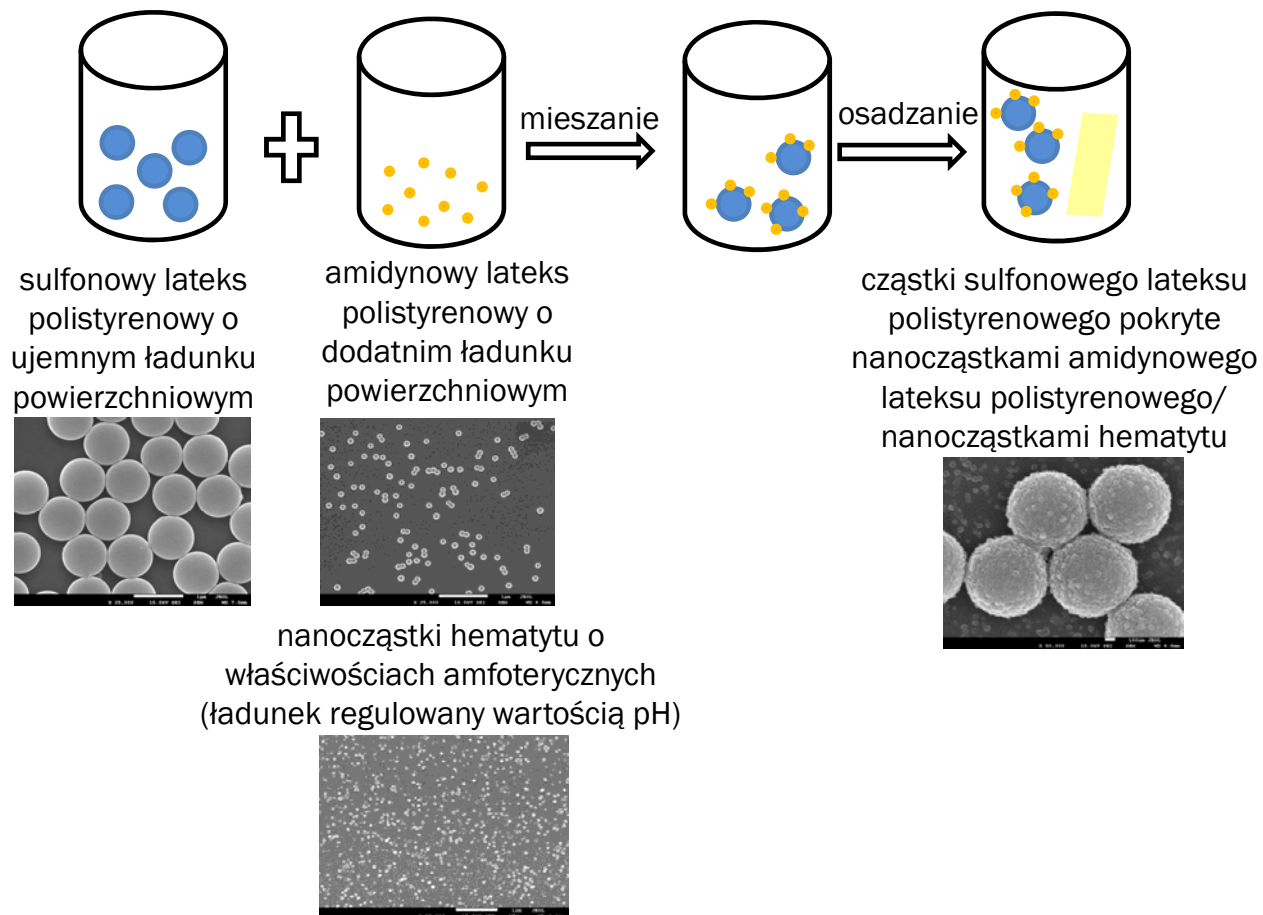 mieszanie
osadzanie
sulfonowy lateks
polistyrenowy o
ujemnym ładunku
powierzchniowym
amidynowy lateks
polistyrenowy o
dodatnim ładunku
powierzchniowym
cząstki sulfonowego lateksu
polistyrenowego pokryte
nanocząstkami amidynowego
lateksu polistyrenowego/
nanocząstkami hematytu
nanocząstki hematytu o
właściwościach amfoterycznych
(ładunek regulowany wartością pH)